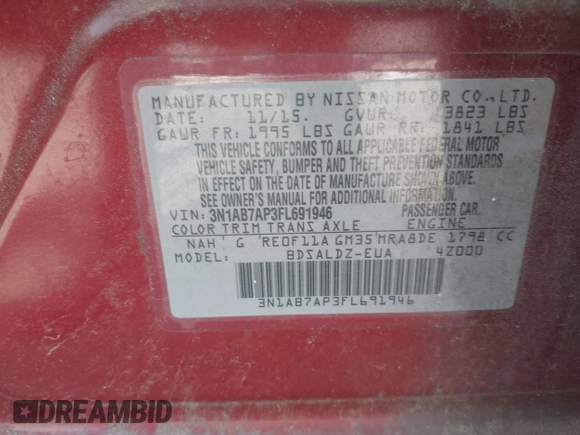 MANUFACTURED BY NISSAN MOTOR CO.,LTD.
DATE: 11/15. GVWR: 3823 LBS
GAWR FR: 1995 LBS GAWR RR: 1841 LBS
THIS VEHICLE CONFORMS TO ALL APPLICABLE FEDERAL MOTOR
VEHICLE SAFETY, BUMPER AND THEFT PREVENTION STANDARDS
IN EFFECT ON THE DATE OF MANUFACTURE SHOWN ABOVE.
SEE OWNER'S MANUAL FOR ADDITIONAL INFORMATION.
VIN: 3N1AB7AP3FL691946 PASSENGER CAR.
COLOR TRIM TRANS AXLE ENGINE
NAH G RE0F11A GM35 MRA8DE 1798 CC
MODEL: BDSALDZ-EUA 4Z000
3N1AB7AP3FL691946
DREAMBID